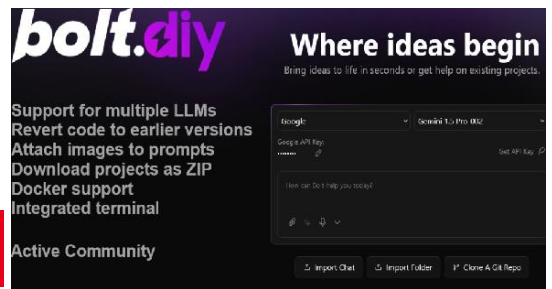 bolt.diy
Where ideas begin
Bring ideas to life in seconds or get help on existing projects.
Support for multiple LLMs
Revert code to earlier versions
Attach images to prompts
Download projects as ZIP
Docker support
Integrated terminal
Active Community
Google
Gemini 1.5 Pro 002
Google API Key:
Get API Key
How can Bolt help you today?
Import Chat
Import Folder
Clone A Git Repo